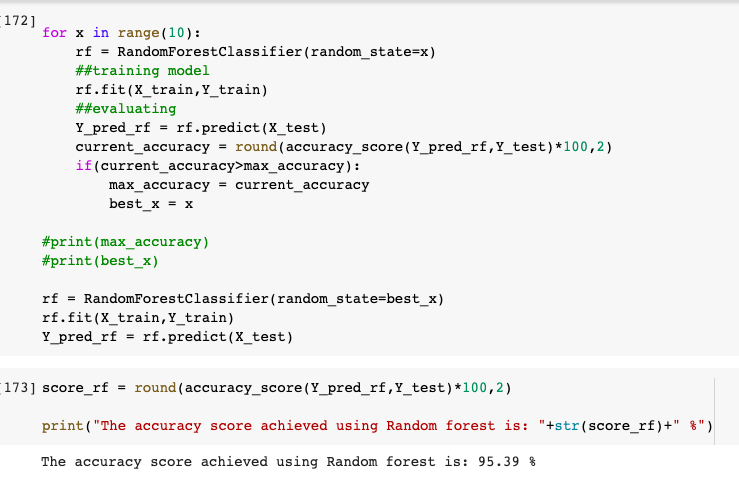 [172]
for x in range(10):
    rf = RandomForestClassifier(random_state=x)
    ##training model
    rf.fit(X_train,Y_train)
    ##evaluating
    Y_pred_rf = rf.predict(X_test)
    current_accuracy = round(accuracy_score(Y_pred_rf,Y_test)*100,2)
    if(current_accuracy>max_accuracy):
        max_accuracy = current_accuracy
        best_x = x
#print(max_accuracy)
#print(best_x)
rf = RandomForestClassifier(random_state=best_x)
rf.fit(X_train,Y_train)
Y_pred_rf = rf.predict(X_test)
[173] score_rf = round(accuracy_score(Y_pred_rf,Y_test)*100,2)
print("The accuracy score achieved using Random forest is: "+str(score_rf)+" %")
The accuracy score achieved using Random forest is: 95.39 %